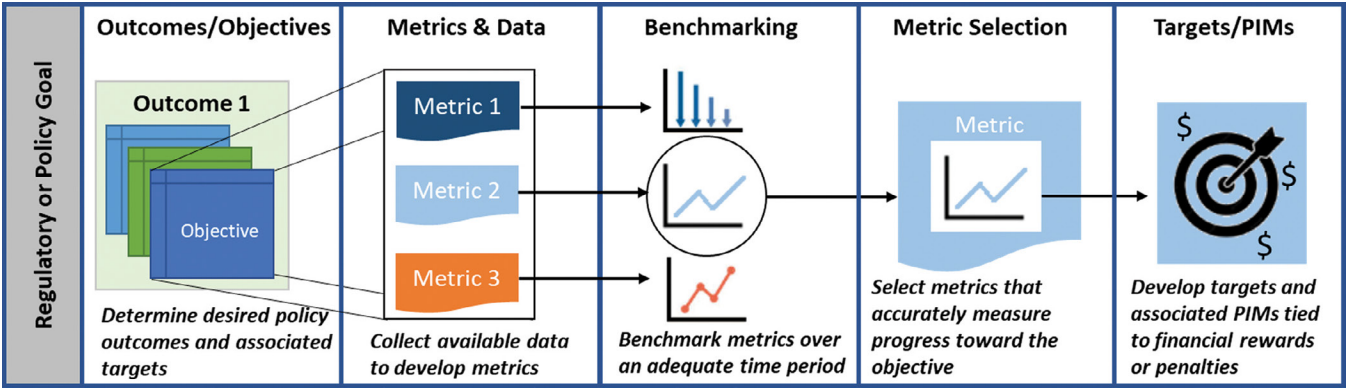 Regulatory or Policy Goal
Outcomes/Objectives
Outcome 1
Objective
Determine desired policy
outcomes and associated
targets
Metrics & Data
Metric 1
Metric 2
Metric 3
Collect available data
to develop metrics
Benchmarking
Benchmark metrics over
an adequate time period
Metric Selection
Metric
Select metrics that
accurately measure
progress toward the
objective
Targets/PIMs
$
$
$
Develop targets and
associated PIMs tied
to financial rewards
or penalties